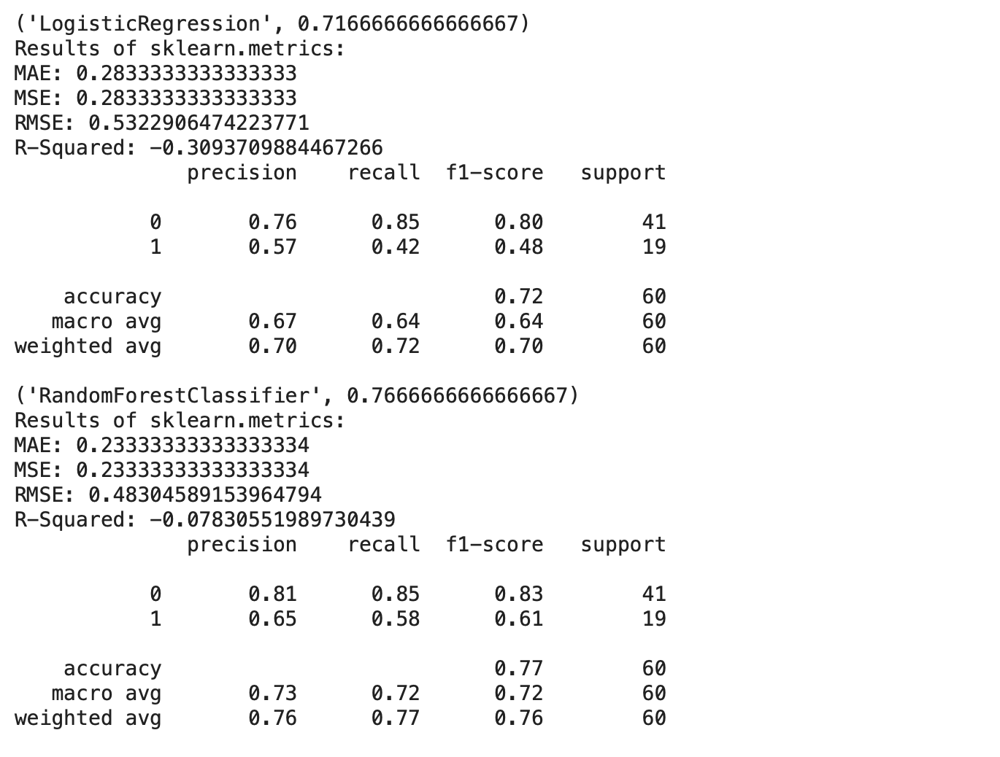 ('LogisticRegression', 0.7166666666666667)
Results of sklearn.metrics:
MAE: 0.2833333333333333
MSE: 0.2833333333333333
RMSE: 0.5322906474223771
R-Squared: -0.3093709884467266
precision recall f1-score support
0 0.76 0.85 0.80 41
1 0.57 0.42 0.48 19
accuracy 0.72 60
macro avg 0.67 0.64 0.64 60
weighted avg 0.70 0.72 0.70 60
('RandomForestClassifier', 0.7666666666666667)
Results of sklearn.metrics:
MAE: 0.23333333333333334
MSE: 0.23333333333333334
RMSE: 0.48304589153964794
R-Squared: -0.07830551989730439
precision recall f1-score support
0 0.81 0.85 0.83 41
1 0.65 0.58 0.61 19
accuracy 0.77 60
macro avg 0.73 0.72 0.72 60
weighted avg 0.76 0.77 0.76 60